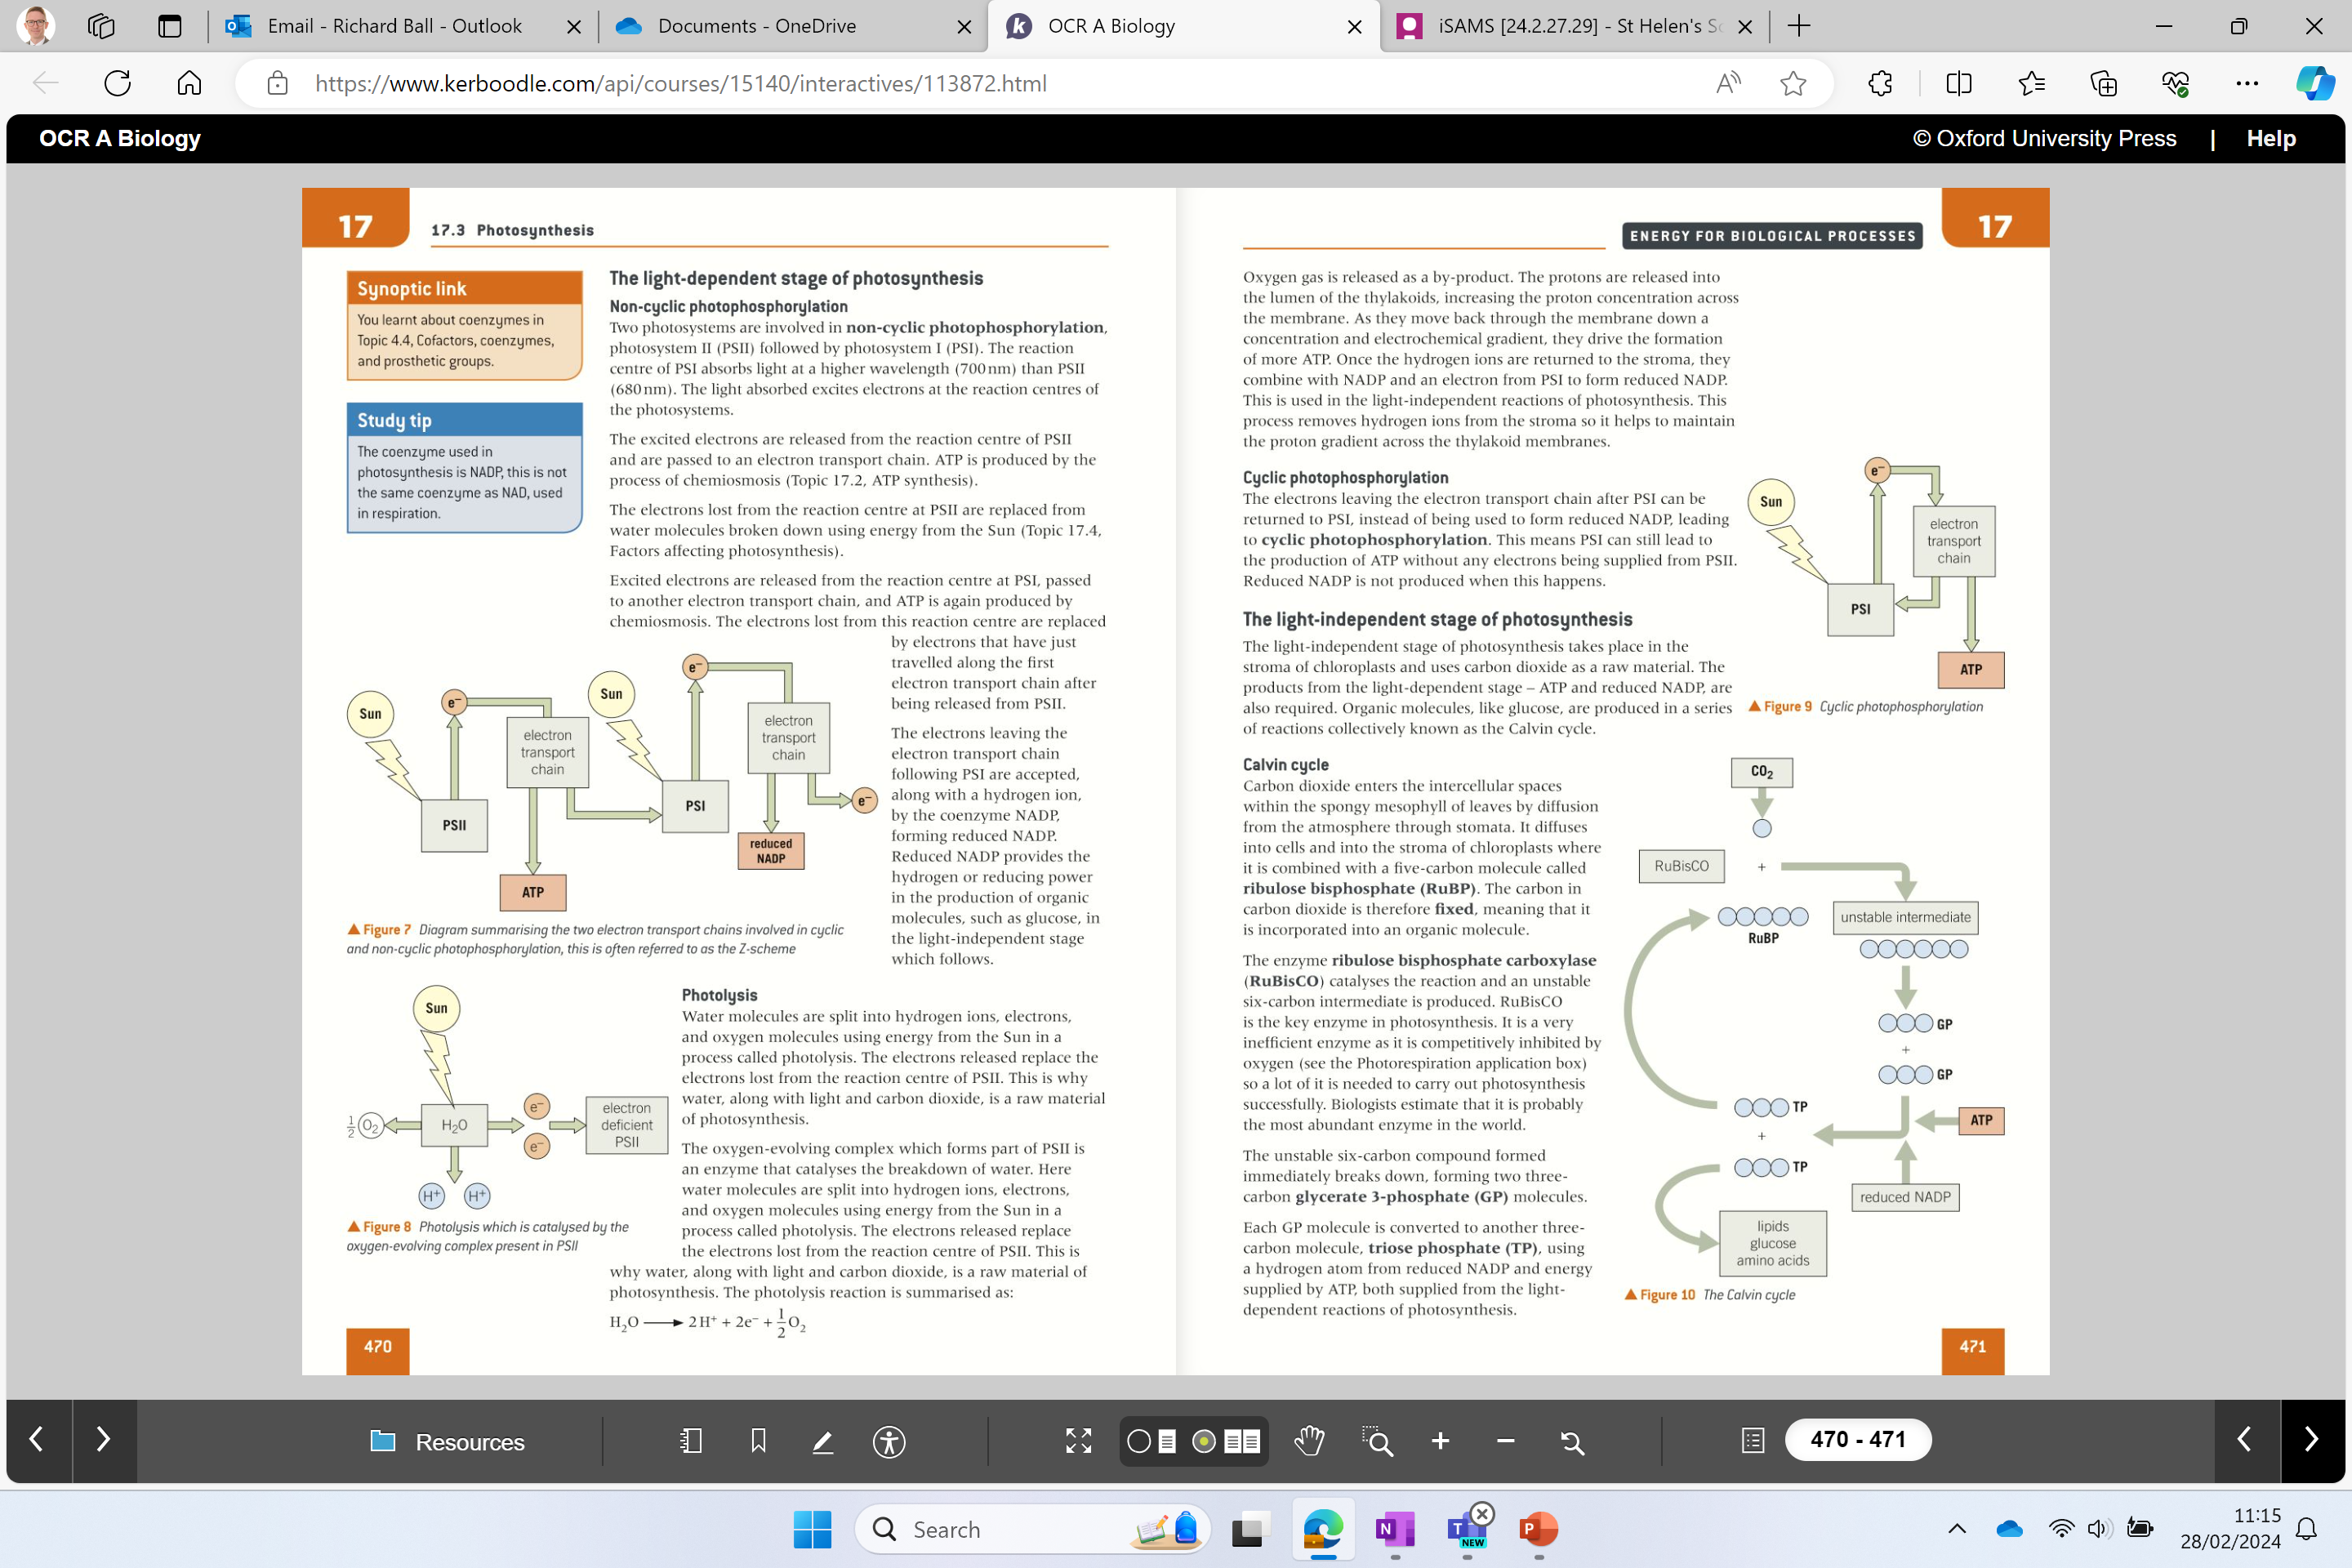 Email - Richard Ball - Outlook
Documents - OneDrive
OCR A Biology
iSAMS [24.2.27.29] - St Helen's Sc
https://www.kerboodle.com/api/courses/15140/interactives/113872.html
OCR A Biology
© Oxford University Press | Help
17
17.3 Photosynthesis
Synoptic link
You learnt about coenzymes in
Topic 4.4, Cofactors, coenzymes,
and prosthetic groups.
Study tip
The coenzyme used in
photosynthesis is NADP, this is not
the same coenzyme as NAD, used
in respiration.
The light-dependent stage of photosynthesis
Non-cyclic photophosphorylation
Two photosystems are involved in non-cyclic photophosphorylation,
photosystem II (PSII) followed by photosystem I (PSI). The reaction
centre of PSI absorbs light at a higher wavelength (700 nm) than PSII
(680 nm). The light absorbed excites electrons at the reaction centres of
the photosystems.
The excited electrons are released from the reaction centre of PSII
and are passed to an electron transport chain. ATP is produced by the
process of chemiosmosis (Topic 17.2, ATP synthesis).
The electrons lost from the reaction centre at PSII are replaced from
water molecules broken down using energy from the Sun (Topic 17.4,
Factors affecting photosynthesis).
Excited electrons are released from the reaction centre at PSI, passed
to another electron transport chain, and ATP is again produced by
chemiosmosis. The electrons lost from this reaction centre are replaced
by electrons that have just
travelled along the first
electron transport chain after
being released from PSII.
The electrons leaving the
electron transport chain
following PSI are accepted,
along with a hydrogen ion,
by the coenzyme NADP,
forming reduced NADP.
Reduced NADP provides the
hydrogen or reducing power
in the production of organic
molecules, such as glucose, in
the light-independent stage
which follows.
Sun
e⁻
electron
transport
chain
PSII
ATP
Sun
e⁻
electron
transport
chain
PSI
e⁻
reduced
NADP
▲ Figure 7 Diagram summarising the two electron transport chains involved in cyclic
and non-cyclic photophosphorylation, this is often referred to as the Z-scheme
Sun
½ O₂
H₂O
e⁻
e⁻
electron
deficient
PSII
H⁺ H⁺
▲ Figure 8 Photolysis which is catalysed by the
oxygen-evolving complex present in PSII
Photolysis
Water molecules are split into hydrogen ions, electrons,
and oxygen molecules using energy from the Sun in a
process called photolysis. The electrons released replace the
electrons lost from the reaction centre of PSII. This is why
water, along with light and carbon dioxide, is a raw material
of photosynthesis.
The oxygen-evolving complex which forms part of PSII is
an enzyme that catalyses the breakdown of water. Here
water molecules are split into hydrogen ions, electrons,
and oxygen molecules using energy from the Sun in a
process called photolysis. The electrons released replace
the electrons lost from the reaction centre of PSII. This is
why water, along with light and carbon dioxide, is a raw material of
photosynthesis. The photolysis reaction is summarised as:
H₂O ⟶ 2H⁺ + 2e⁻ + ½O₂
470
ENERGY FOR BIOLOGICAL PROCESSES
17
Oxygen gas is released as a by-product. The protons are released into
the lumen of the thylakoids, increasing the proton concentration across
the membrane. As they move back through the membrane down a
concentration and electrochemical gradient, they drive the formation
of more ATP. Once the hydrogen ions are returned to the stroma, they
combine with NADP and an electron from PSI to form reduced NADP.
This is used in the light-independent reactions of photosynthesis. This
process removes hydrogen ions from the stroma so it helps to maintain
the proton gradient across the thylakoid membranes.
Cyclic photophosphorylation
The electrons leaving the electron transport chain after PSI can be
returned to PSI, instead of being used to form reduced NADP, leading
to cyclic photophosphorylation. This means PSI can still lead to
the production of ATP without any electrons being supplied from PSII.
Reduced NADP is not produced when this happens.
Sun
e⁻
electron
transport
chain
PSI
ATP
▲ Figure 9 Cyclic photophosphorylation
The light-independent stage of photosynthesis
The light-independent stage of photosynthesis takes place in the
stroma of chloroplasts and uses carbon dioxide as a raw material. The
products from the light-dependent stage – ATP and reduced NADP, are
also required. Organic molecules, like glucose, are produced in a series
of reactions collectively known as the Calvin cycle.
Calvin cycle
Carbon dioxide enters the intercellular spaces
within the spongy mesophyll of leaves by diffusion
from the atmosphere through stomata. It diffuses
into cells and into the stroma of chloroplasts where
it is combined with a five-carbon molecule called
ribulose bisphosphate (RuBP). The carbon in
carbon dioxide is therefore fixed, meaning that it
is incorporated into an organic molecule.
The enzyme ribulose bisphosphate carboxylase
(RuBisCO) catalyses the reaction and an unstable
six-carbon intermediate is produced. RuBisCO
is the key enzyme in photosynthesis. It is a very
inefficient enzyme as it is competitively inhibited by
oxygen (see the Photorespiration application box)
so a lot of it is needed to carry out photosynthesis
successfully. Biologists estimate that it is probably
the most abundant enzyme in the world.
The unstable six-carbon compound formed
immediately breaks down, forming two three-
carbon glycerate 3-phosphate (GP) molecules.
Each GP molecule is converted to another three-
carbon molecule, triose phosphate (TP), using
a hydrogen atom from reduced NADP and energy
supplied by ATP, both supplied from the light-
dependent reactions of photosynthesis.
CO₂
RuBisCO
+
RuBP
unstable intermediate
GP
+
GP
TP
+
TP
ATP
reduced NADP
lipids
glucose
amino acids
▲ Figure 10 The Calvin cycle
471
Resources
470 - 471
Search
N
T
NEW
P
11:15
28/02/2024